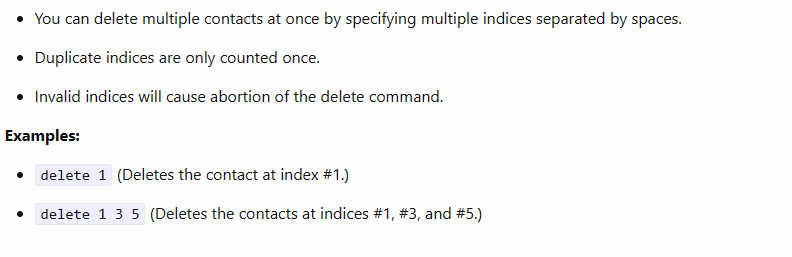 You can delete multiple contacts at once by specifying multiple indices separated by spaces.
Duplicate indices are only counted once.
Invalid indices will cause abortion of the delete command.
Examples:
delete 1 (Deletes the contact at index #1.)
delete 1 3 5 (Deletes the contacts at indices #1, #3, and #5.)